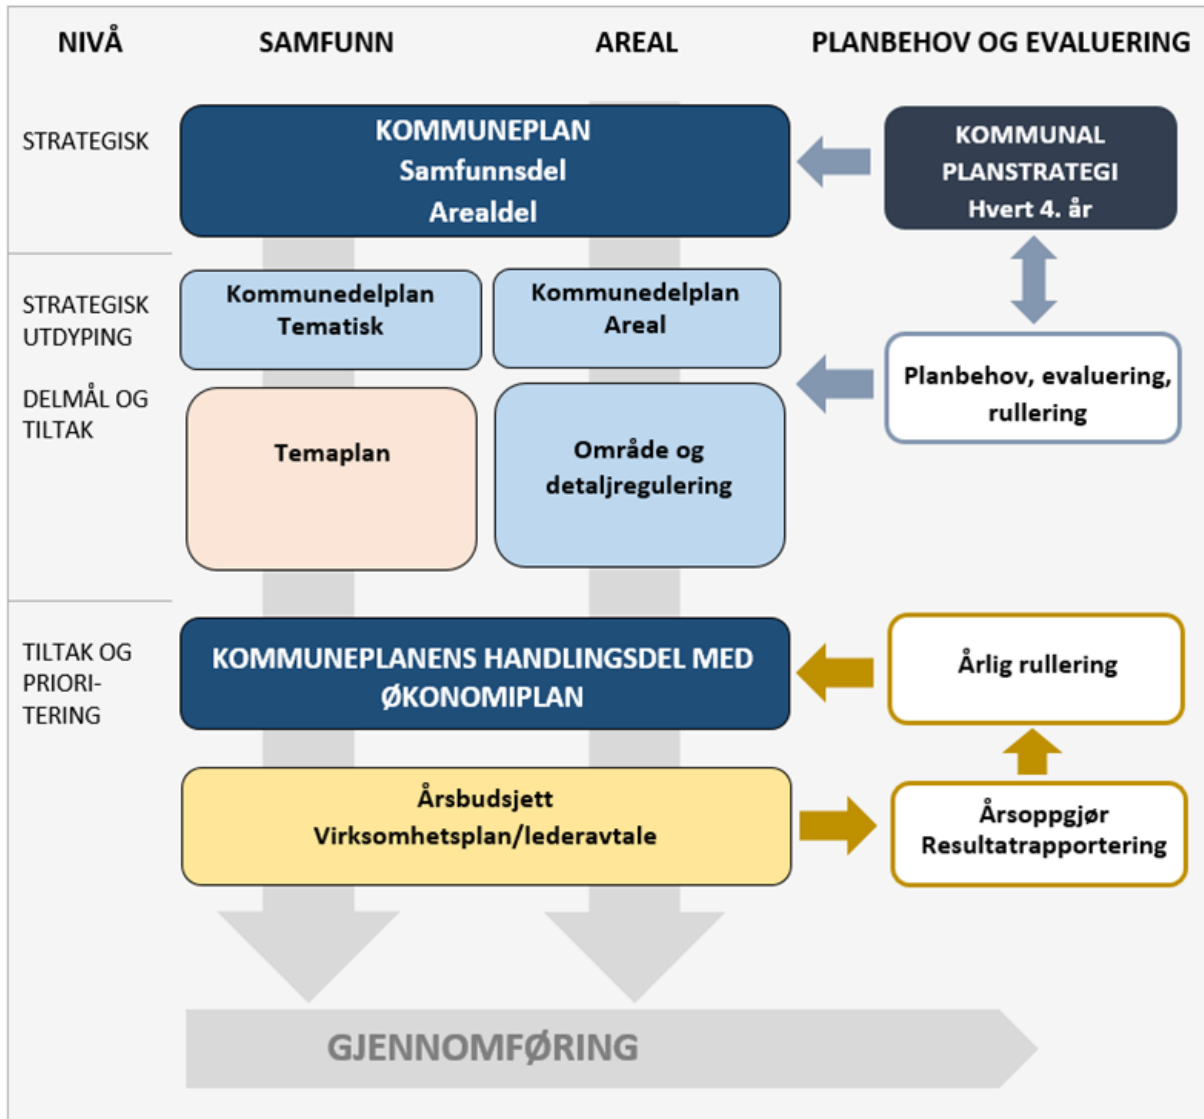 NIVÅ
SAMFUNN
AREAL
PLANBEHOV OG EVALUERING
STRATEGISK
KOMMUNEPLAN
Samfunnsdel
Arealdel
KOMMUNAL
PLANSTRATEGI
Hvert 4. år
STRATEGISK
UTDYPING
Kommunedelplan
Tematisk
Kommunedelplan
Areal
Planbehov, evaluering,
rullering
DELMÅL OG
TILTAK
Temaplan
Område og
detaljregulering
TILTAK OG
PRIORI-
TERING
KOMMUNEPLANENS HANDLINGSDEL MED
ØKONOMIPLAN
Årlig rullering
Årsbudsjett
Virksomhetsplan/lederavtale
Årsoppgjør
Resultatrapportering
GJENNOMFØRING